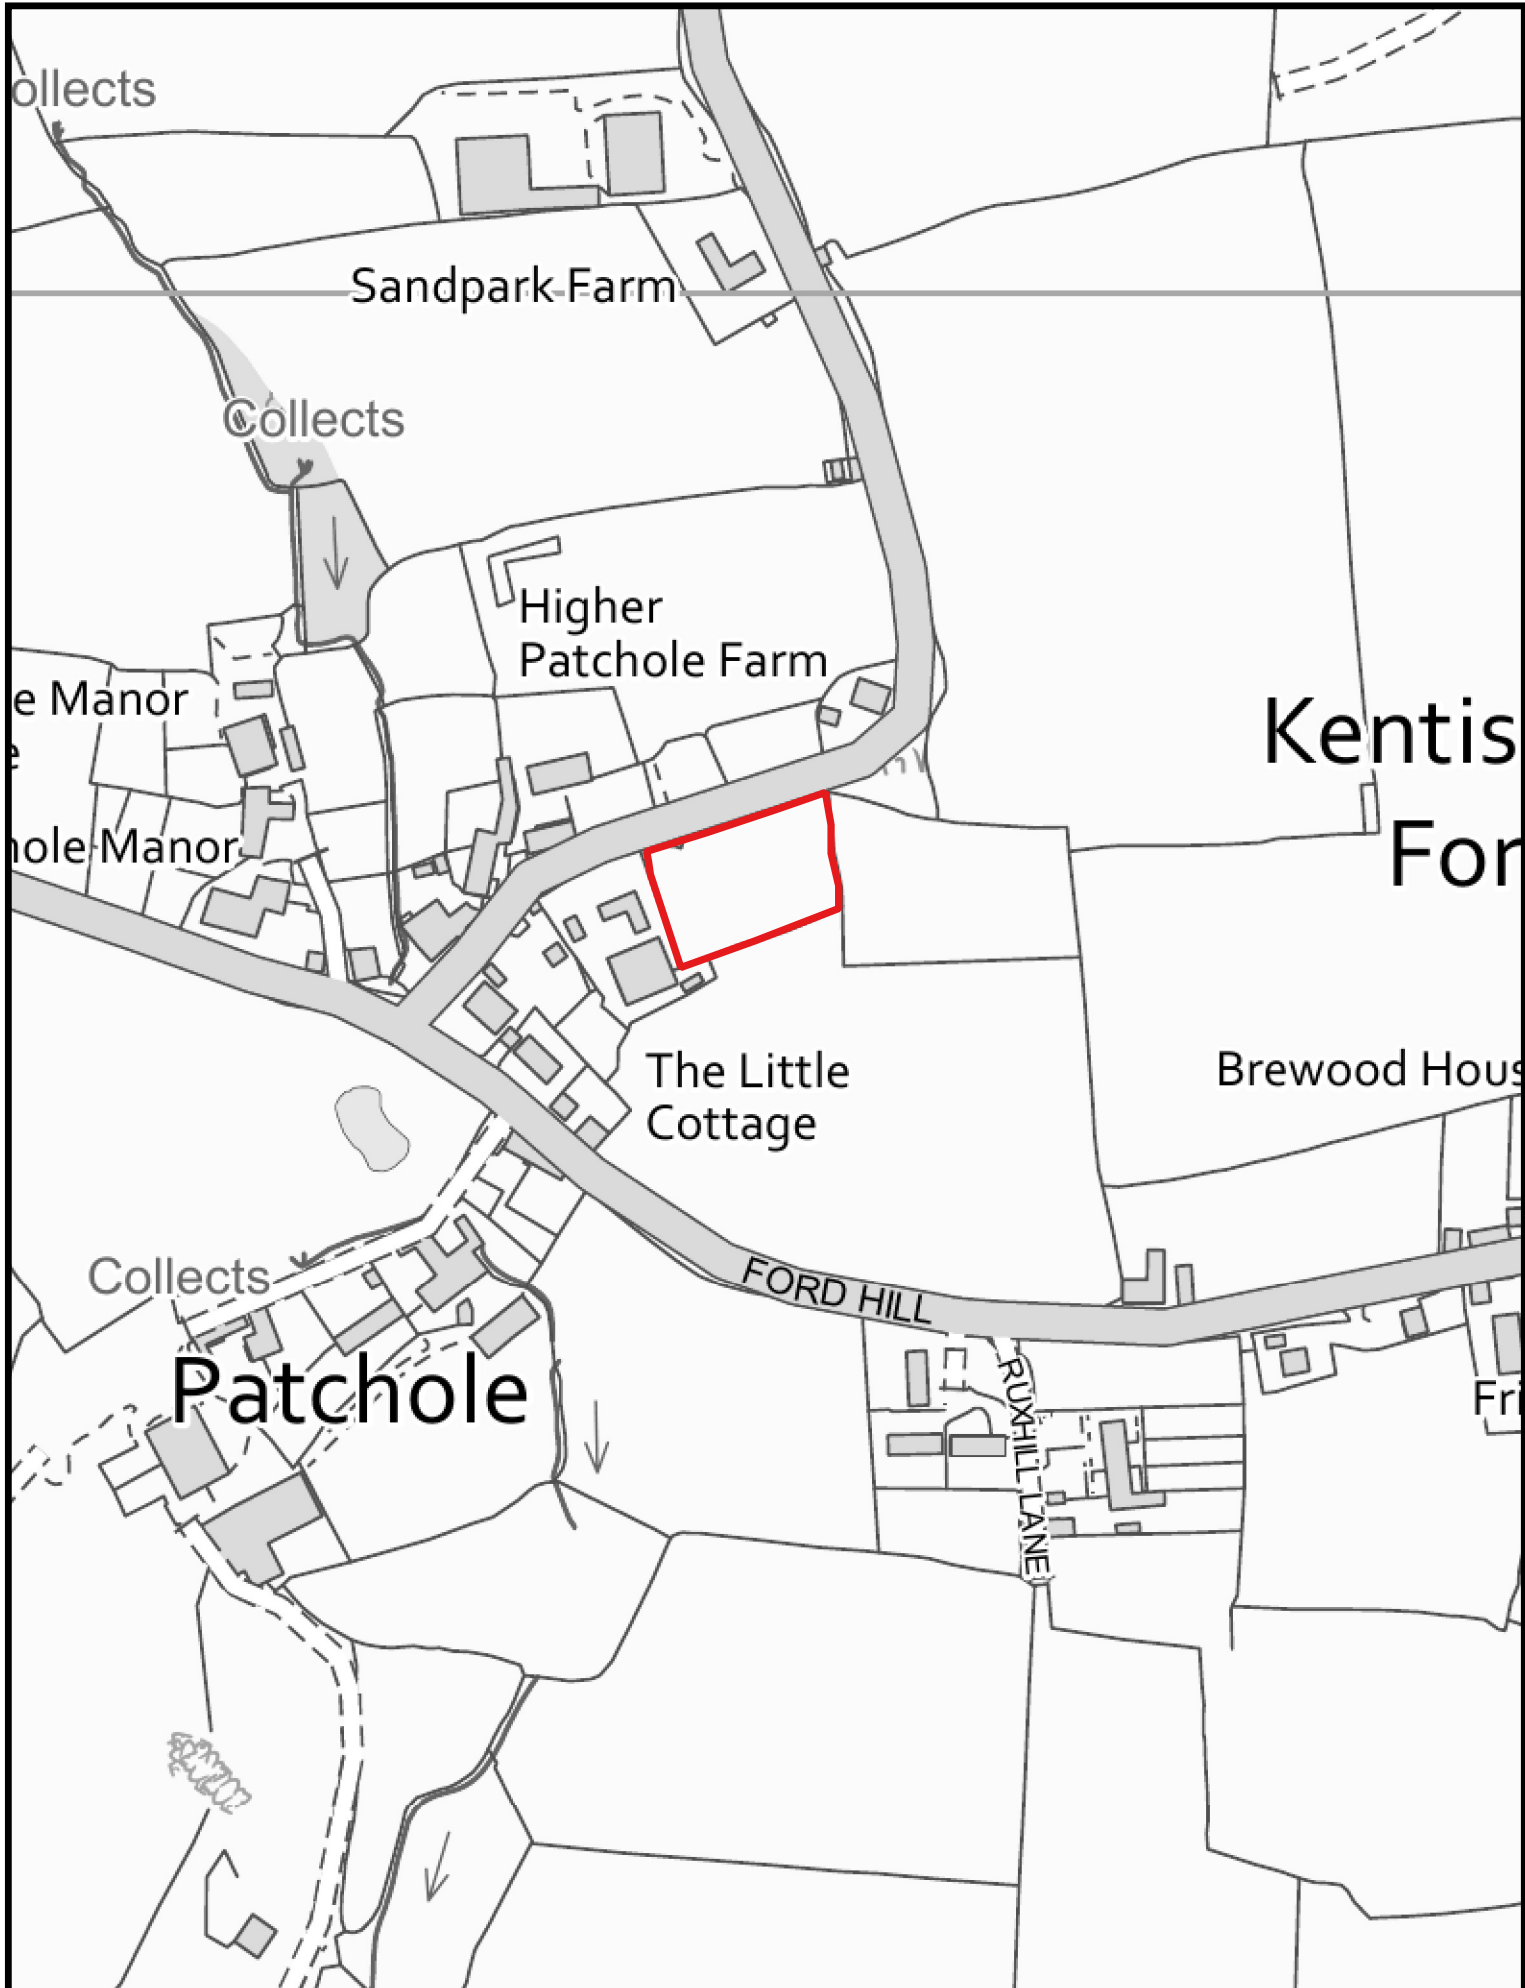 ollects
Sandpark Farm
Collects
Higher
Patchole Farm
e Manor
e
Kentis
hole Manor
For
The Little
Cottage
Brewood Hous
Collects
FORD HILL
Patchole
RUXHILL LANE
Fri